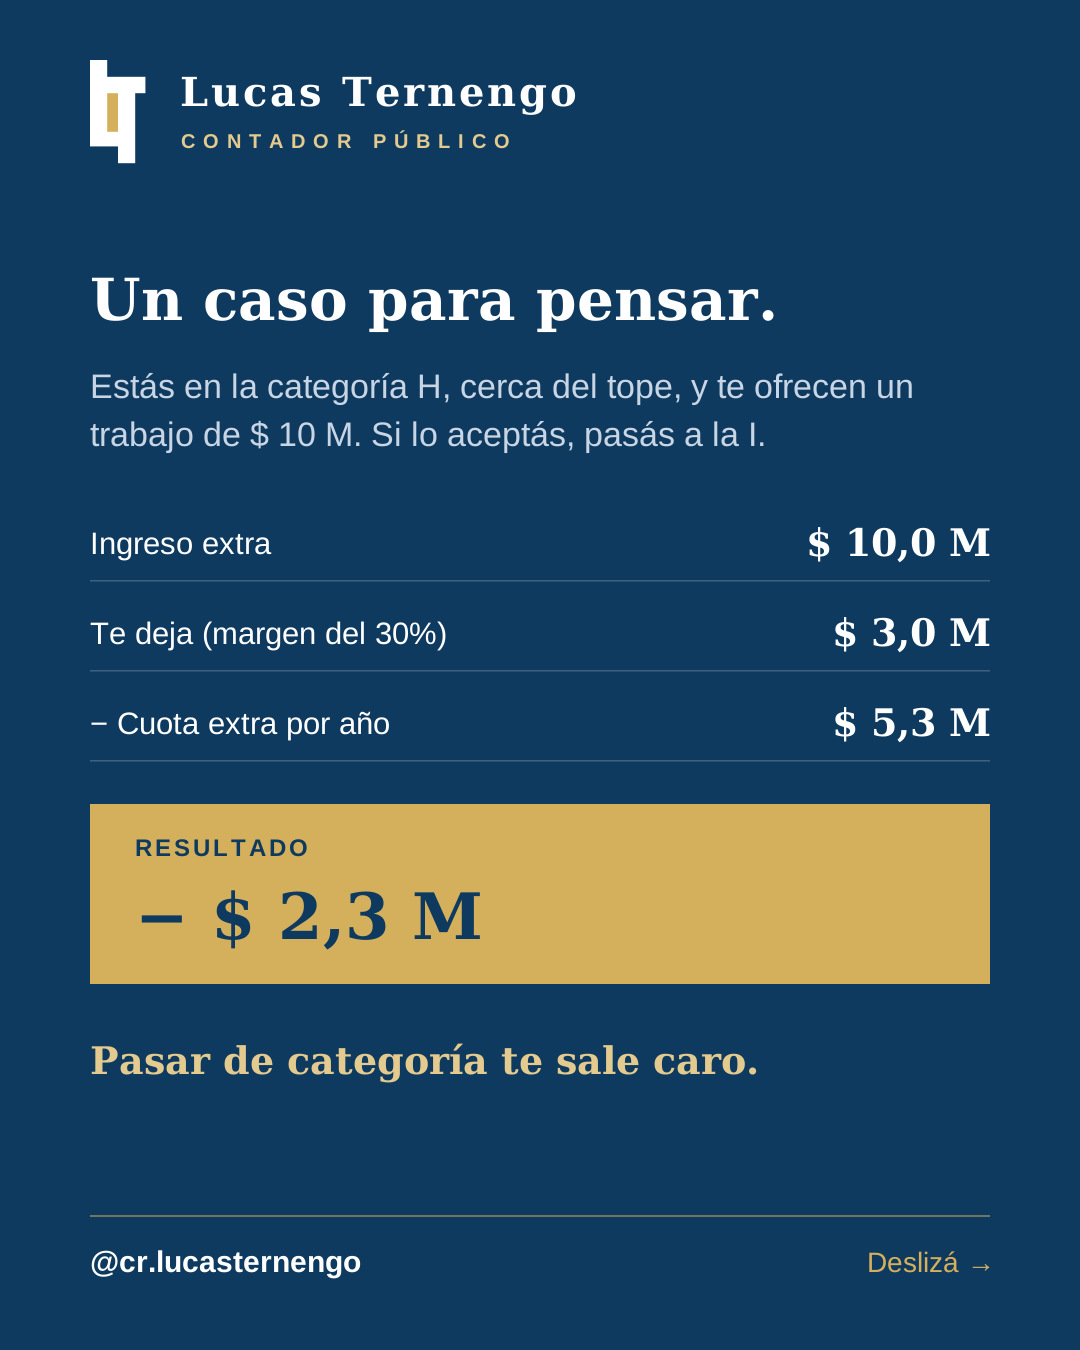 Lucas Ternengo
CONTADOR PÚBLICO
Un caso para pensar.
Estás en la categoría H, cerca del tope, y te ofrecen un
trabajo de $ 10 M. Si lo aceptás, pasás a la I.
Ingreso extra $ 10,0 M
Te deja (margen del 30%) $ 3,0 M
− Cuota extra por año $ 5,3 M
RESULTADO
− $ 2,3 M
Pasar de categoría te sale caro.
@cr.lucasternengo Deslizá →